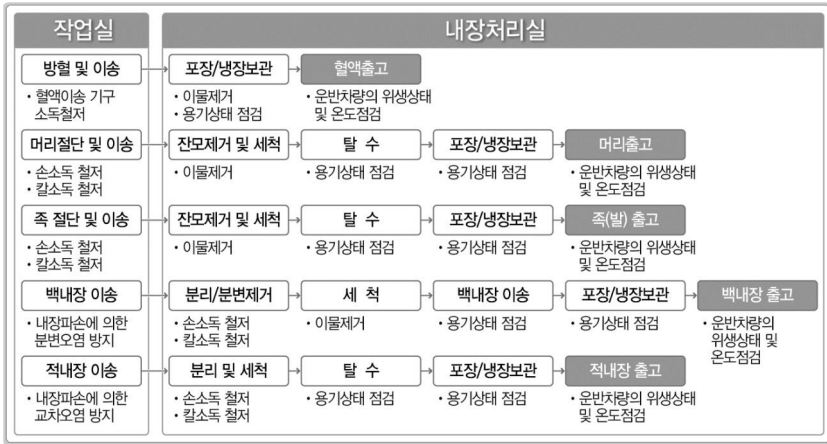 작업실
내장처리실
방혈 및 이송
포장/냉장보관
혈액출고
• 혈액이송 기구
소독철저
• 이물제거
• 용기상태 점검
• 운반차량의 위생상태
및 온도점검
머리절단 및 이송
잔모제거 및 세척
탈 수
포장/냉장보관
머리출고
• 손소독 철저
• 칼소독 철저
• 이물제거
• 용기상태 점검
• 용기상태 점검
• 운반차량의 위생상태
및 온도점검
족 절단 및 이송
잔모제거 및 세척
탈 수
포장/냉장보관
족(발) 출고
• 손소독 철저
• 칼소독 철저
• 이물제거
• 용기상태 점검
• 용기상태 점검
• 운반차량의 위생상태
및 온도점검
백내장 이송
분리/분변제거
세 척
백내장 이송
포장/냉장보관
백내장 출고
• 내장파손에 의한
분변오염 방지
• 손소독 철저
• 칼소독 철저
• 이물제거
• 용기상태 점검
• 용기상태 점검
• 운반차량의
위생상태 및
온도점검
적내장 이송
분리 및 세척
탈 수
포장/냉장보관
적내장 출고
• 내장파손에 의한
교차오염 방지
• 손소독 철저
• 칼소독 철저
• 용기상태 점검
• 용기상태 점검
• 운반차량의 위생상태
및 온도점검